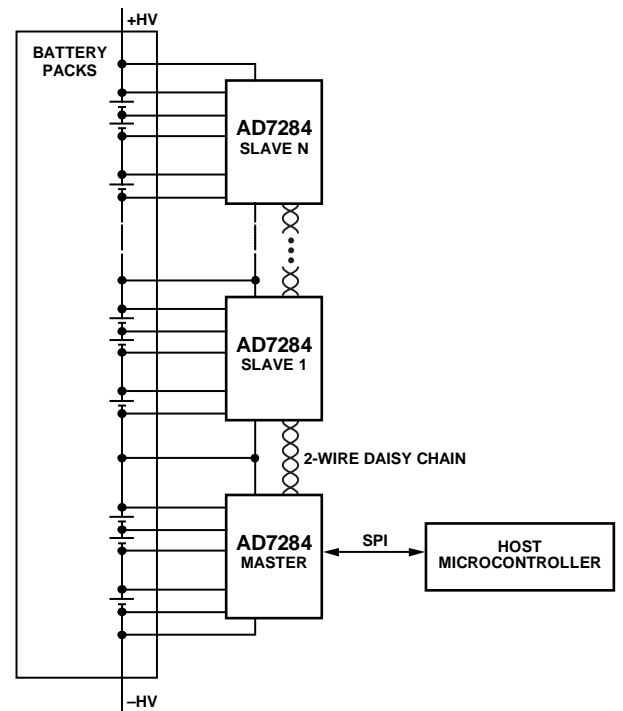 +HV
BATTERY
PACKS
AD7284
SLAVE N
AD7284
SLAVE 1
2-WIRE DAISY CHAIN
AD7284
MASTER
SPI
HOST
MICROCONTROLLER
–HV